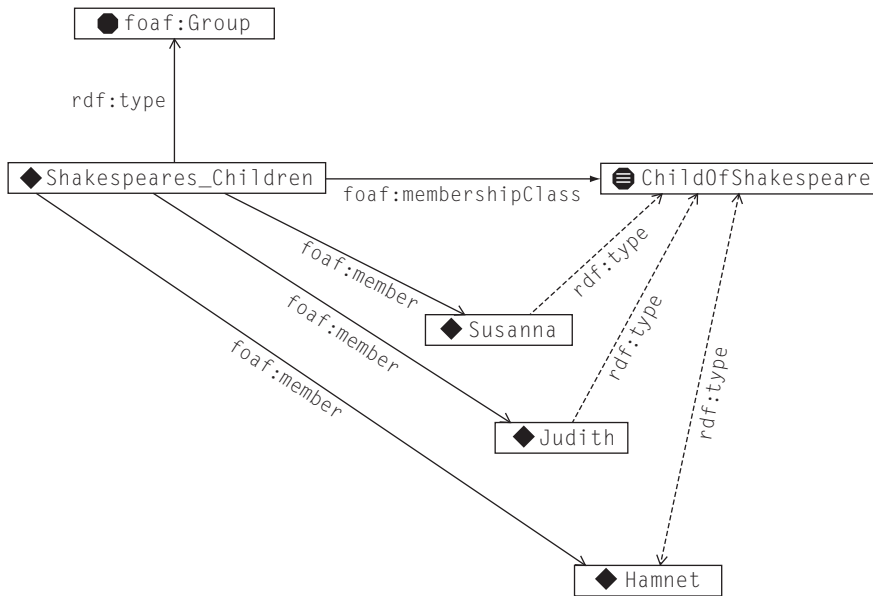 foaf:Group
rdf:type
Shakespeares_Children
ChildOfShakespeare
foaf:membershipClass
foaf:member
rdf:type
foaf:member
Susanna
rdf:type
foaf:member
rdf:type
Judith
Hamnet